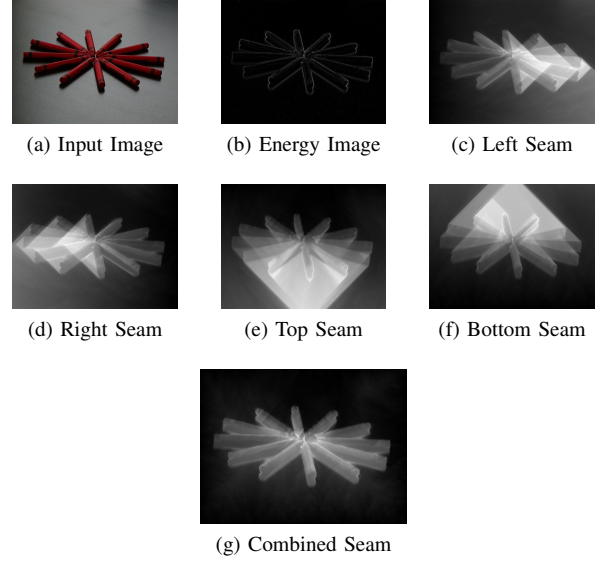 (a) Input Image
(b) Energy Image
(c) Left Seam
(d) Right Seam
(e) Top Seam
(f) Bottom Seam
(g) Combined Seam